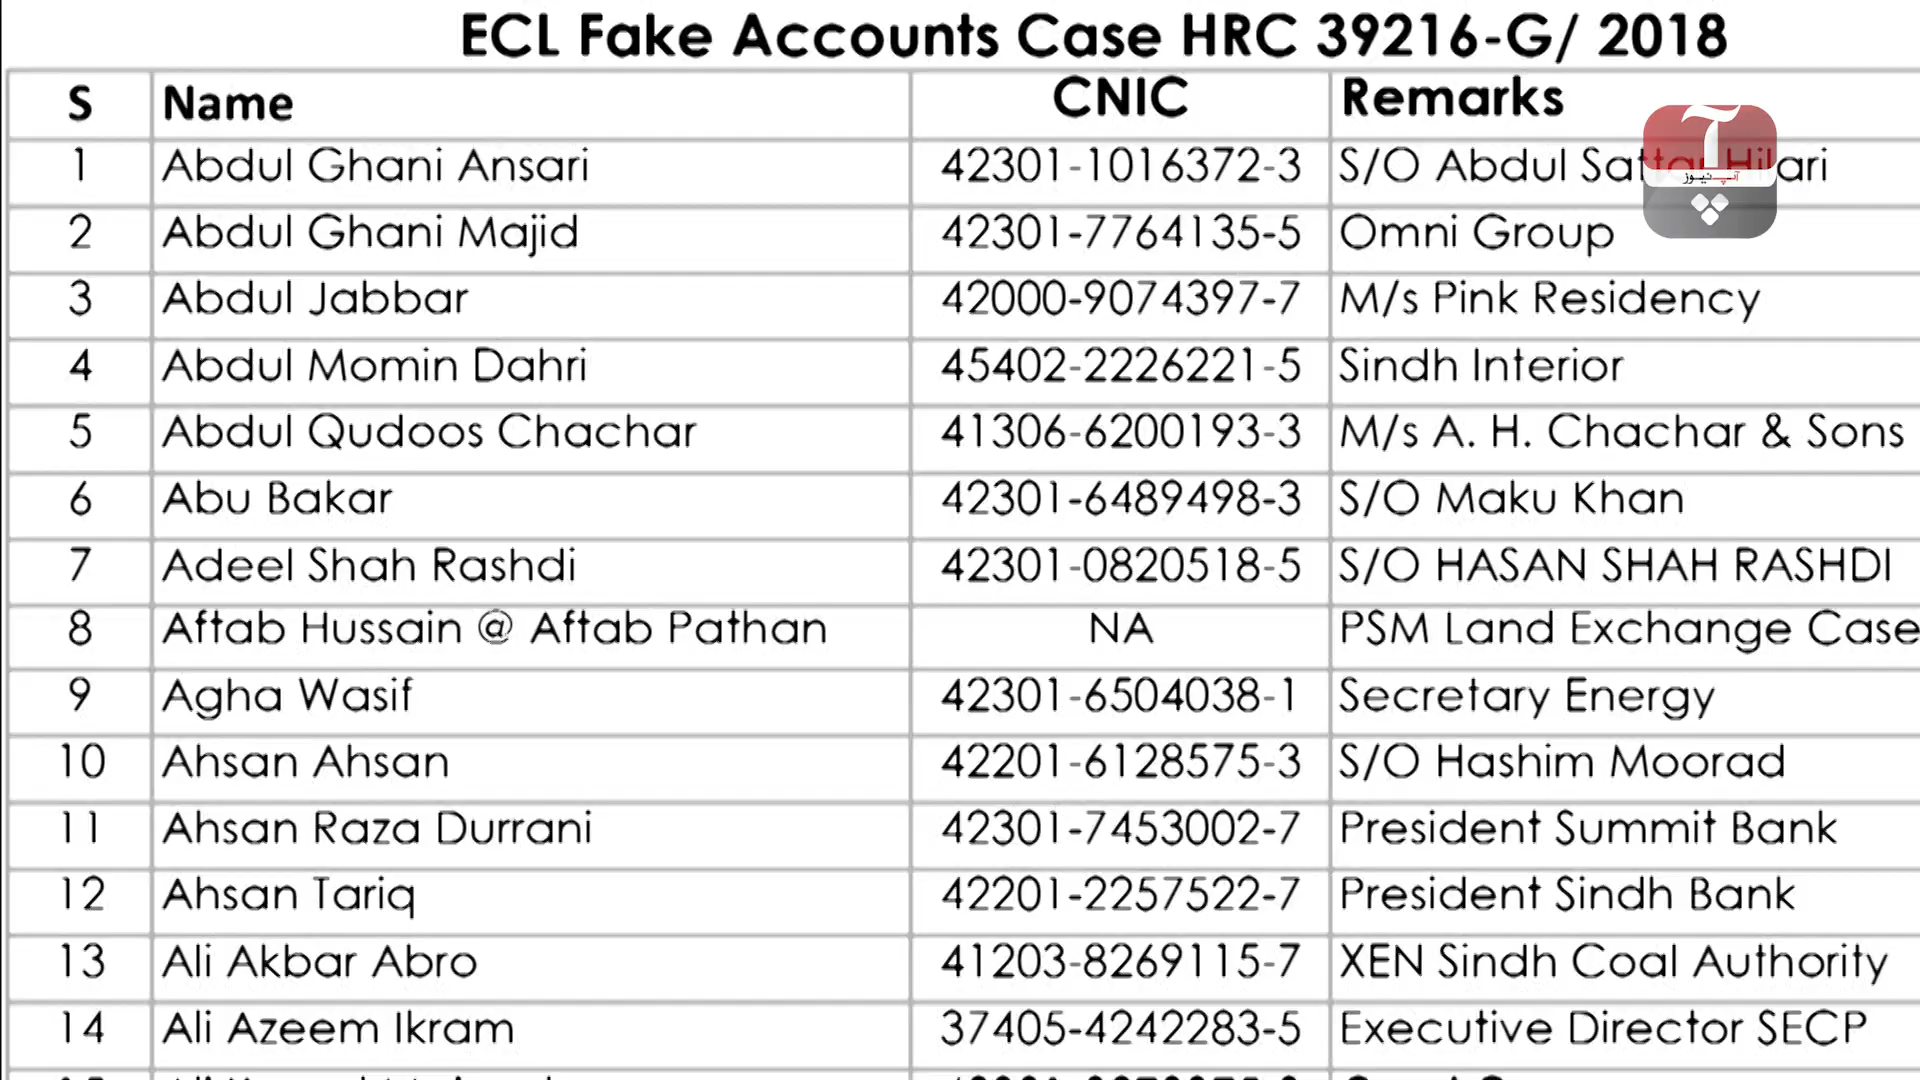 ECL Fake Accounts Case HRC 39216-G/ 2018
S Name CNIC Remarks
1 Abdul Ghani Ansari 42301-1016372-3 S/O Abdul Sattar Hilari
2 Abdul Ghani Majid 42301-7764135-5 Omni Group
3 Abdul Jabbar 42000-9074397-7 M/s Pink Residency
4 Abdul Momin Dahri 45402-2226221-5 Sindh Interior
5 Abdul Qudoos Chachar 41306-6200193-3 M/s A. H. Chachar & Sons
6 Abu Bakar 42301-6489498-3 S/O Maku Khan
7 Adeel Shah Rashdi 42301-0820518-5 S/O HASAN SHAH RASHDI
8 Aftab Hussain @ Aftab Pathan NA PSM Land Exchange Case
9 Agha Wasif 42301-6504038-1 Secretary Energy
10 Ahsan Ahsan 42201-6128575-3 S/O Hashim Moorad
11 Ahsan Raza Durrani 42301-7453002-7 President Summit Bank
12 Ahsan Tariq 42201-2257522-7 President Sindh Bank
13 Ali Akbar Abro 41203-8269115-7 XEN Sindh Coal Authority
14 Ali Azeem Ikram 37405-4242283-5 Executive Director SECP
آپ نیوز